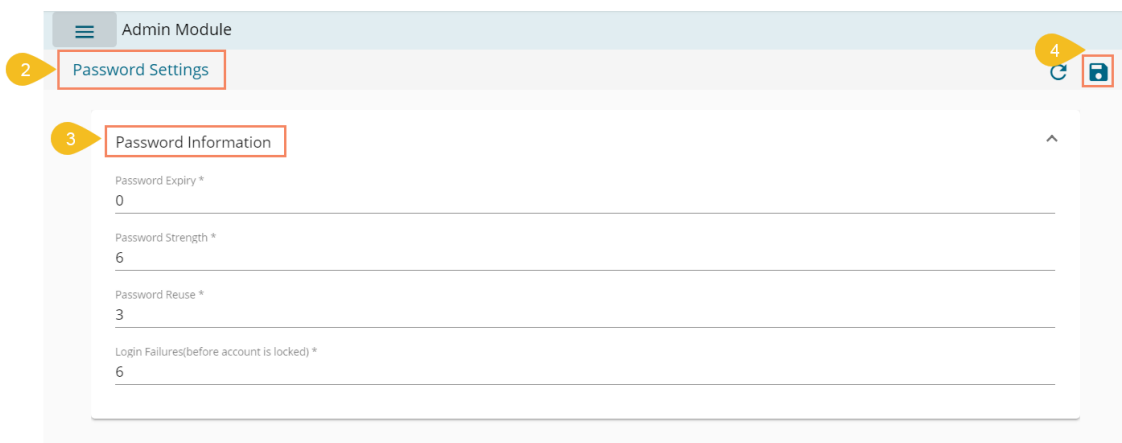 Admin Module
4
2
Password Settings
3
Password Information
Password Expiry *
0
Password Strength *
6
Password Reuse *
3
Login Failures(before account is locked) *
6